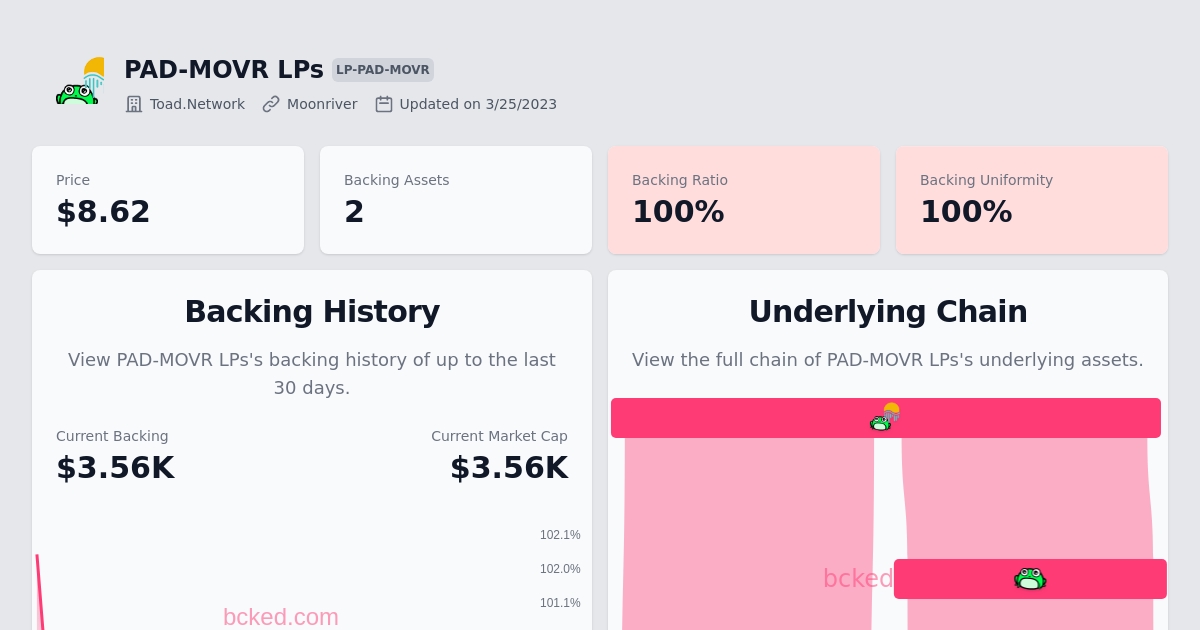 PAD-MOVR LPs LP-PAD-MOVR
Toad.Network Moonriver Updated on 3/25/2023
Price
$8.62
Backing Assets
2
Backing Ratio
100%
Backing Uniformity
100%
Backing History
View PAD-MOVR LPs's backing history of up to the last
30 days.
Current Backing
$3.56K
Current Market Cap
$3.56K
102.1%
102.0%
101.1%
bcked.com
Underlying Chain
View the full chain of PAD-MOVR LPs's underlying assets.
bcked